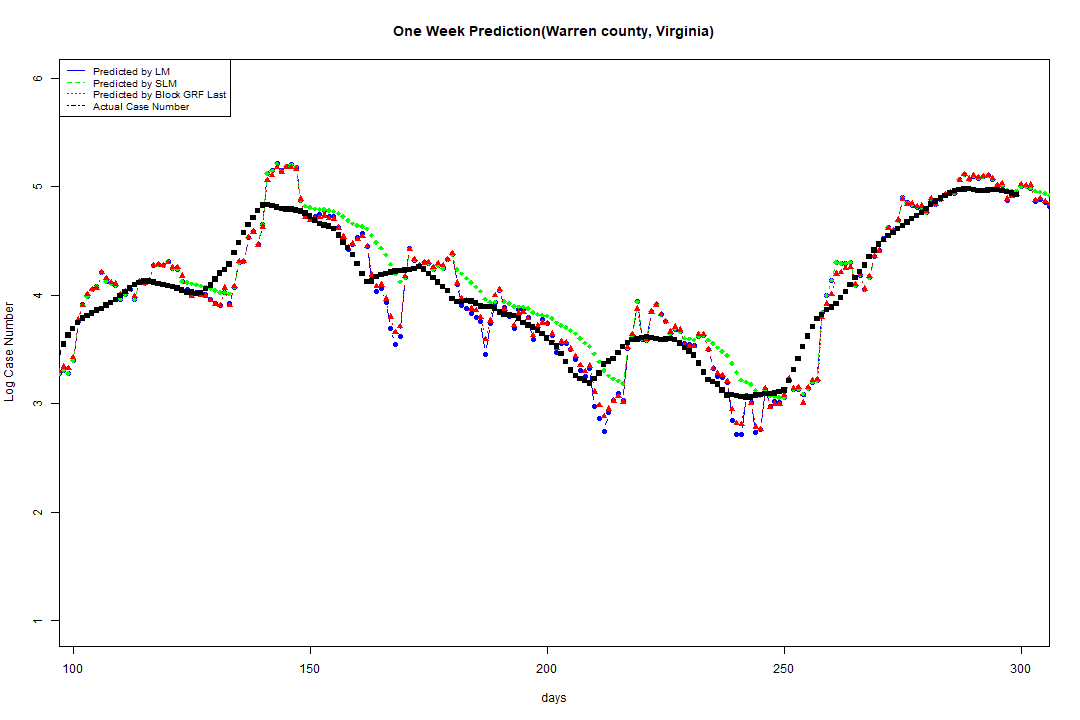 One Week Prediction(Warren county, Virginia)
Predicted by LM
Predicted by SLM
Predicted by Block GRF Last
Actual Case Number
6
5
4
3
2
1
Log Case Number
100 150 200 250 300
days